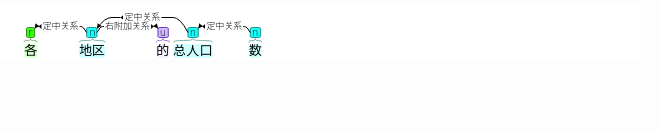 定中关系
定中关系 右附加关系 定中关系
r n u n n
各 地区 的 总人口 数